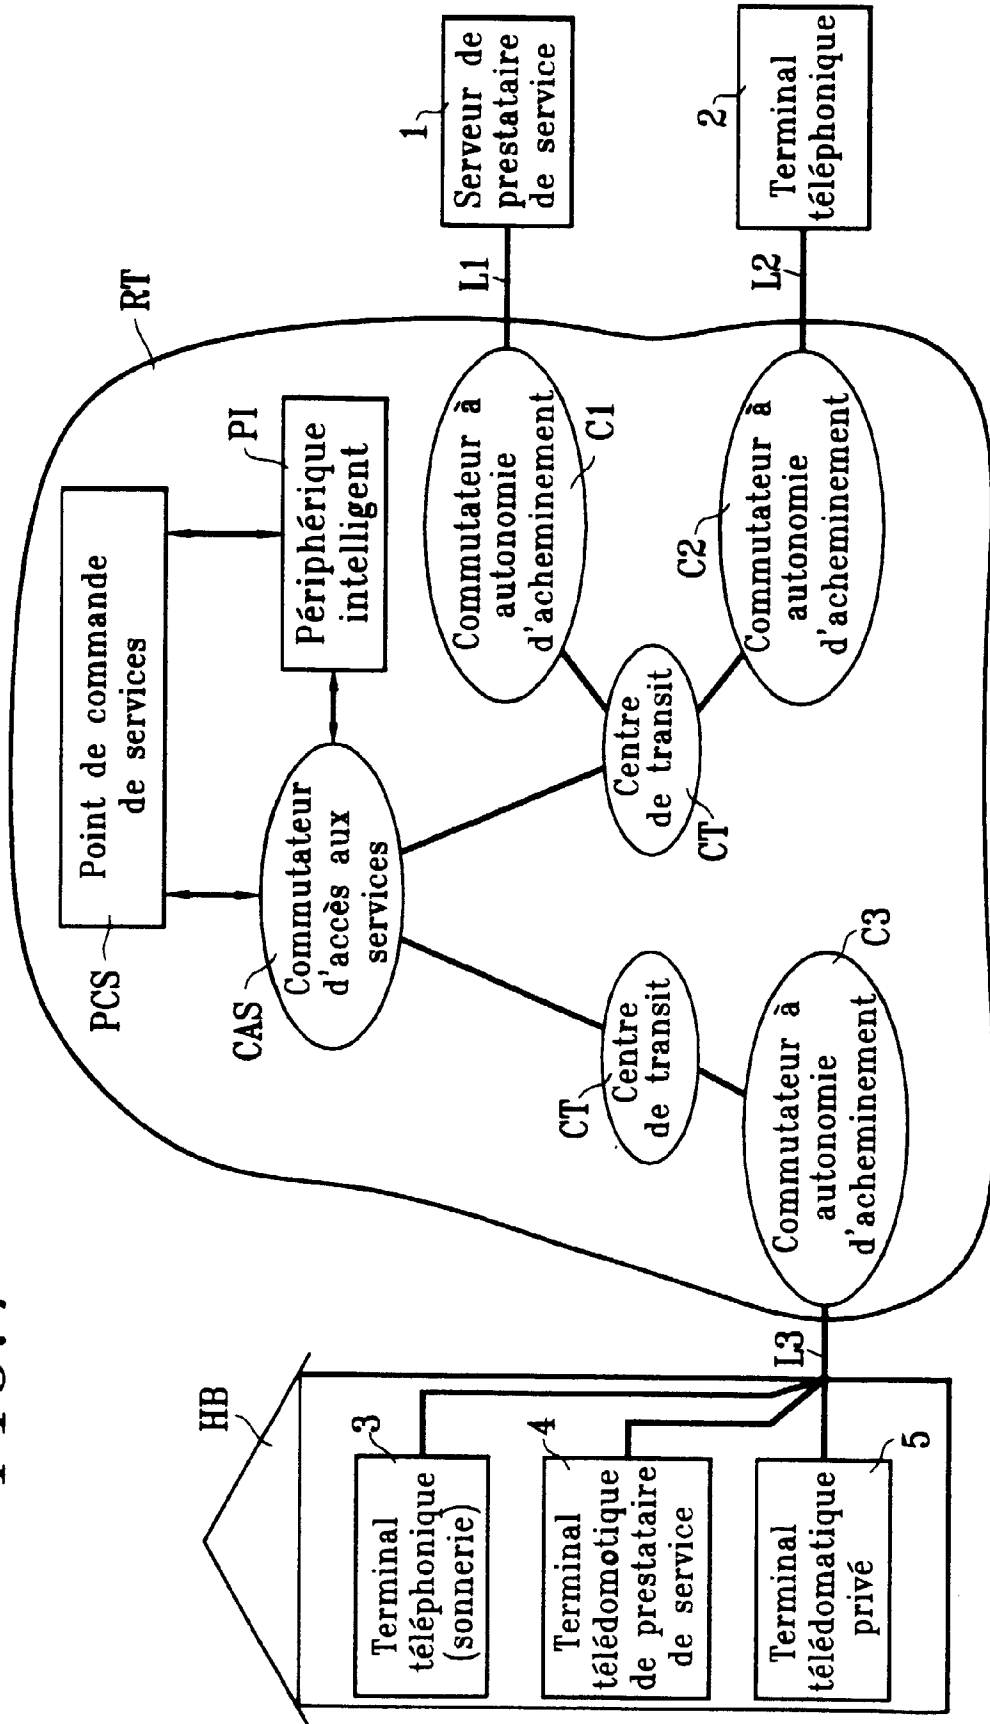 RT
PCS
Point de commande
de services
PI
Périphérique
intelligent
CAS
Commutateur
d'accès aux
services
1
Serveur de
prestataire
de service
L1
Commutateur à
autonomie
d'acheminement
C1
2
Terminal
téléphonique
L2
C2
Commutateur à
autonomie
d'acheminement
Centre
de transit
CT
CT
Centre
de transit
C3
Commutateur à
autonomie
d'acheminement
L3
HB
3
Terminal
téléphonique
(sonnerie)
4
Terminal
télédomotique
de prestataire
de service
5
Terminal
télédomatique
privé